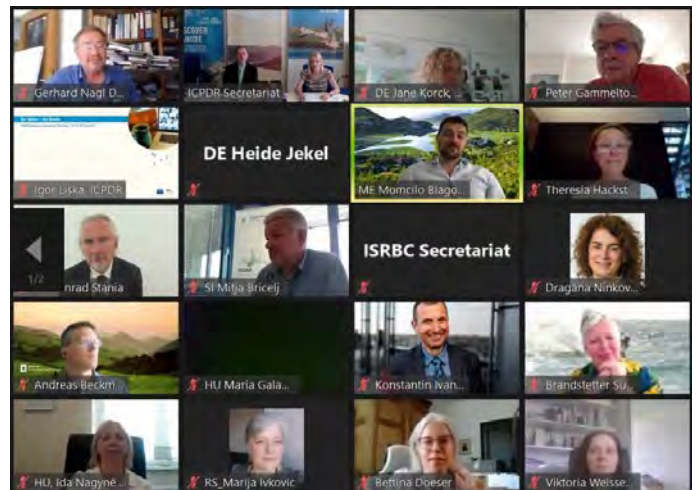 Gerhard Nagl D...
ICPDR Secretariat
DE Jane Korck,
Peter Gammelto...
Igor Liska, ICPDR
DE Heide Jekel
ME Momcilo Blago...
Theresia Hackst...
1/2
nrad Stania
SI Mitja Bricelj
ISRBC Secretariat
Dragana Ninkov...
Andreas Beckm...
HU Maria Gala...
Konstantin Ivan...
Brandstetter Su...
HU, Ida Nagyné ...
RS_Marija Ivkovic
Bettina Doeser
Viktoria Weisse...